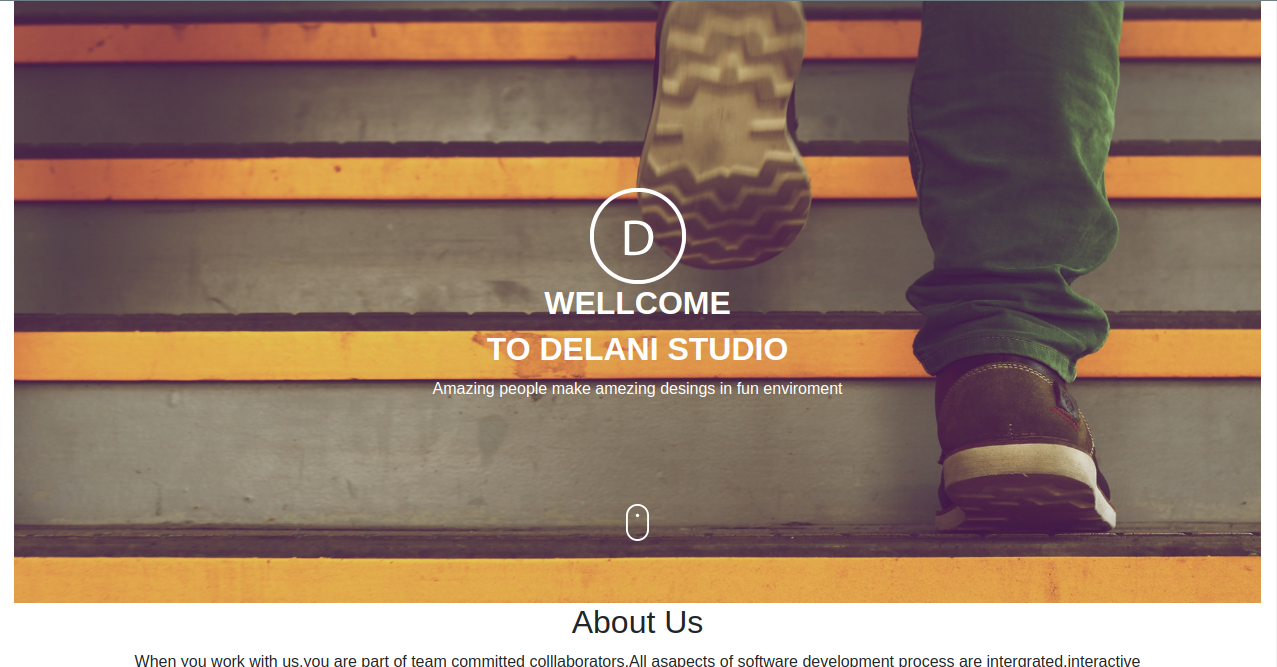 D
WELLCOME
TO DELANI STUDIO
Amazing people make amezing desings in fun enviroment
About Us
When you work with us,you are part of team committed colllaborators.All asapects of software development process are intergrated,interactive